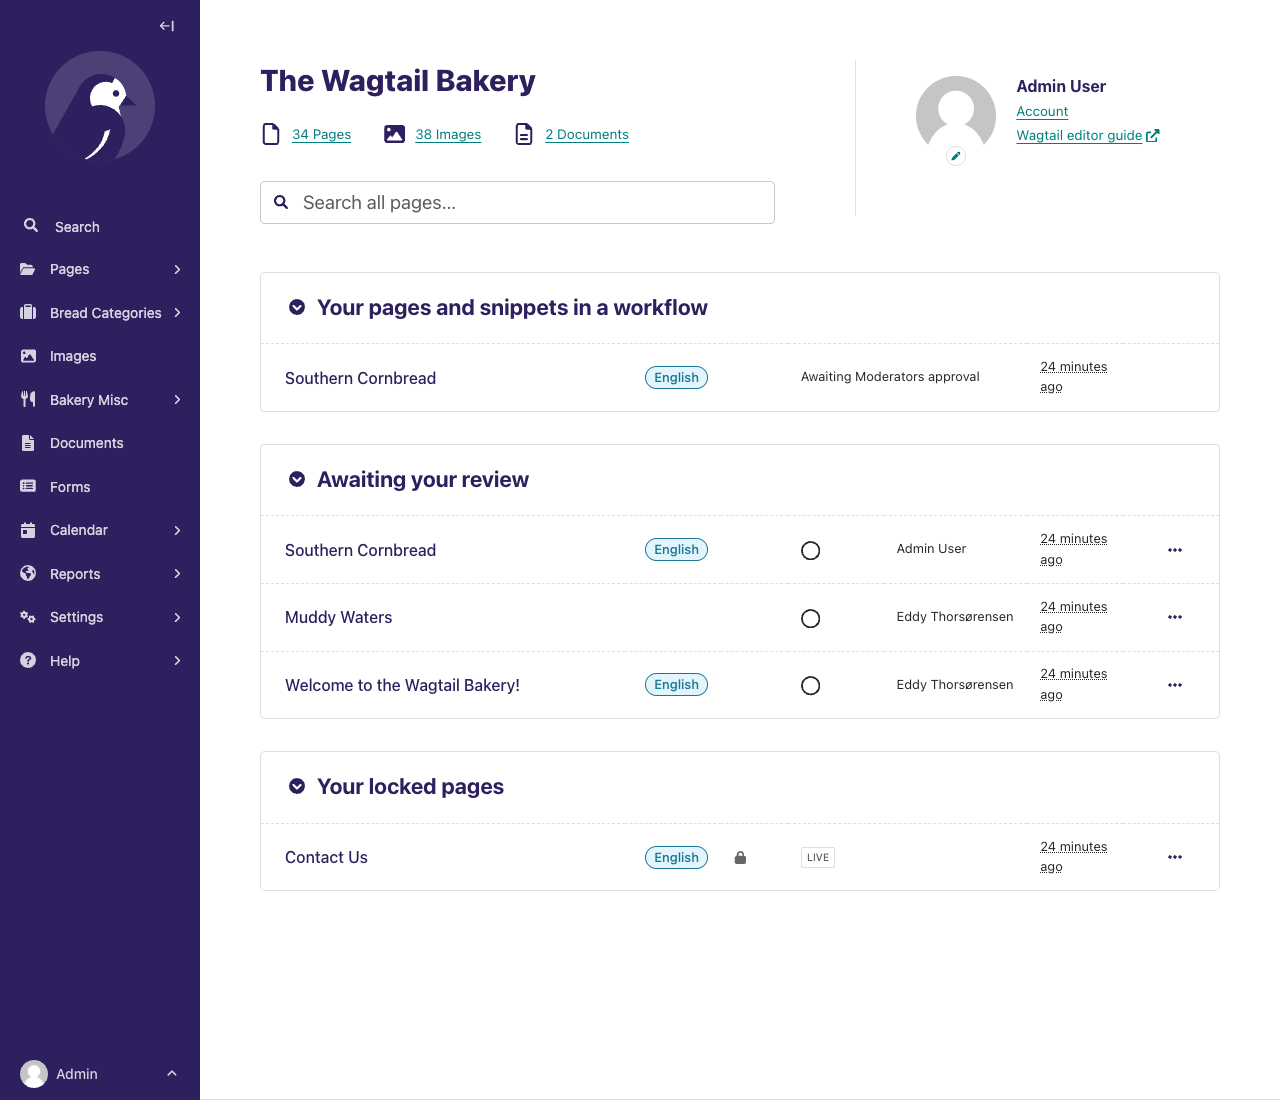 The Wagtail Bakery
34 Pages
38 Images
2 Documents
Search all pages...
Admin User
Account
Wagtail editor guide
Search
Pages
Bread Categories
Images
Bakery Misc
Documents
Forms
Calendar
Reports
Settings
Help
Admin
Your pages and snippets in a workflow
Southern Cornbread
English
Awaiting Moderators approval
24 minutes
ago
Awaiting your review
Southern Cornbread
English
Admin User
24 minutes
ago
Muddy Waters
Eddy Thorsørensen
24 minutes
ago
Welcome to the Wagtail Bakery!
English
Eddy Thorsørensen
24 minutes
ago
Your locked pages
Contact Us
English
LIVE
24 minutes
ago